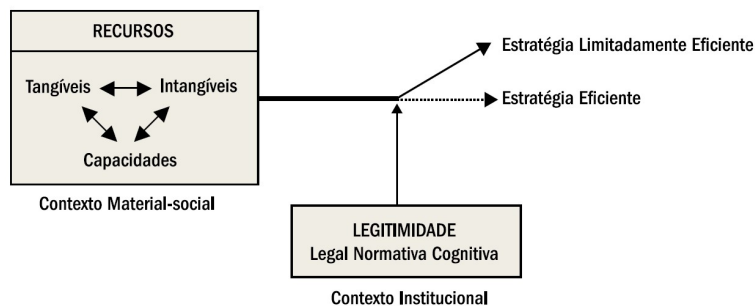 RECURSOS
Tangíveis Intangíveis
Capacidades
Contexto Material-social
Estratégia Limitadamente Eficiente
Estratégia Eficiente
LEGITIMIDADE
Legal Normativa Cognitiva
Contexto Institucional